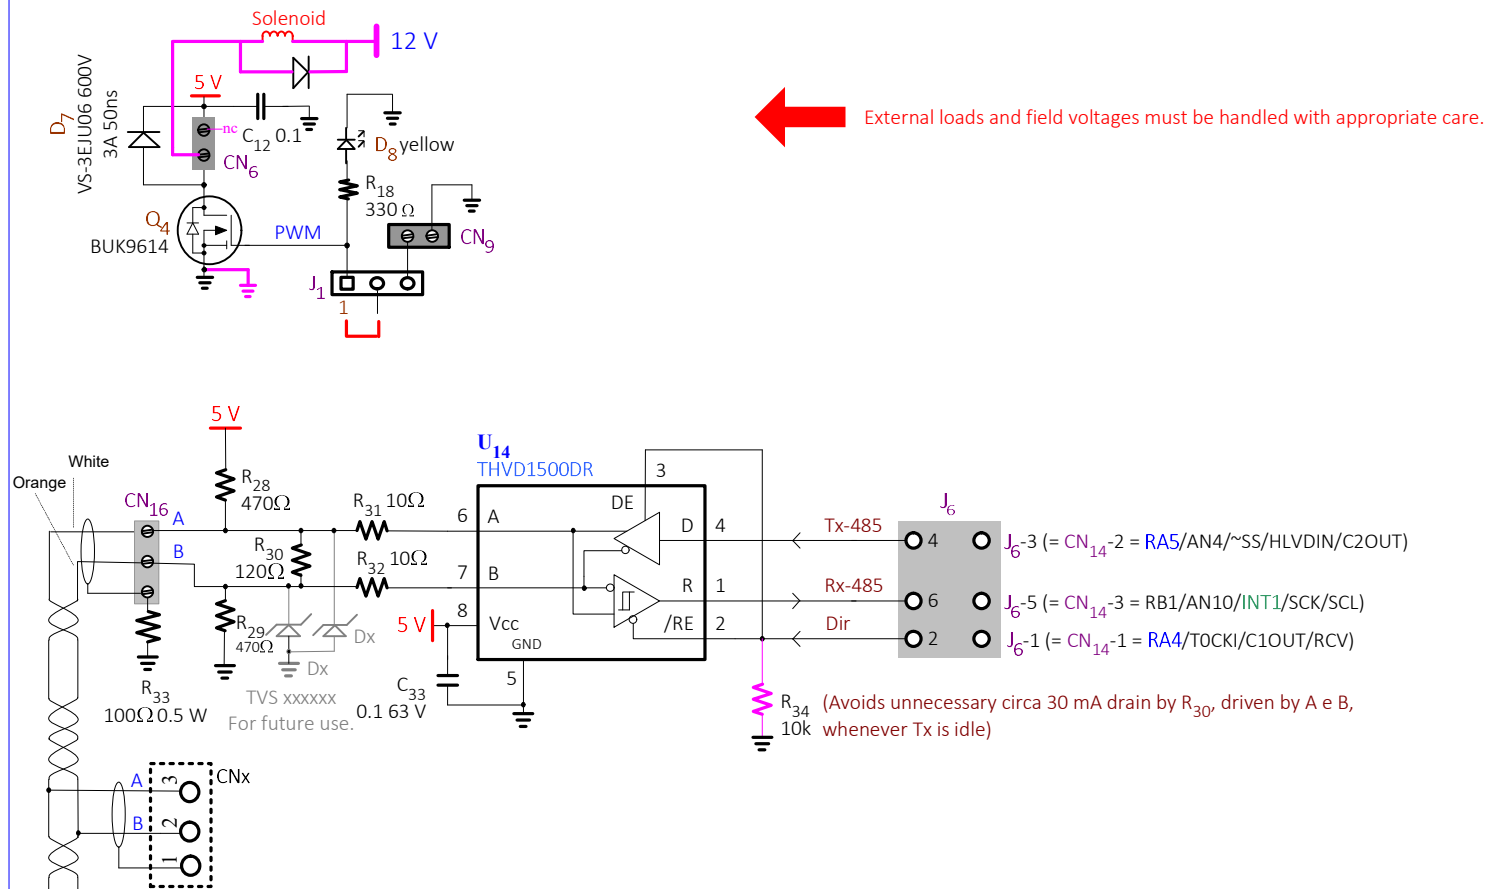 Solenoid
12 V
5 V
D7
VS-3EJU06 600V
3A 50ns
nc
C12 0.1
CN6
D8 yellow
R18
330 Ω
Q4
BUK9614
PWM
CN9
J1
1
External loads and field voltages must be handled with appropriate care.
5 V
White
Orange
CN16
A
B
R28
470Ω
R31 10Ω
R30
120Ω
R32 10Ω
R29
470Ω
Dx
Dx
TVS xxxxxx
For future use.
R33
100Ω 0.5 W
U14
THVD1500DR
3
DE
6
A
D
4
7
B
R
1
8
Vcc
/RE
2
GND
5
5 V
C33
0.1 63 V
Tx-485
Rx-485
Dir
J6
4
6
2
J6-3 (= CN14-2 = RA5/AN4/~SS/HLVDIN/C2OUT)
J6-5 (= CN14-3 = RB1/AN10/INT1/SCK/SCL)
J6-1 (= CN14-1 = RA4/T0CKI/C1OUT/RCV)
R34
10k
(Avoids unnecessary circa 30 mA drain by R30, driven by A e B,
whenever Tx is idle)
CNx
A
3
B
2
1